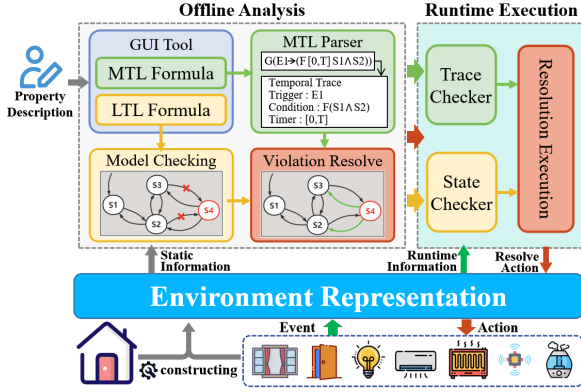 Offline Analysis
Runtime Execution
Property
Description
GUI Tool
MTL Formula
LTL Formula
MTL Parser
G(E1→(F[0,T] S1∧S2))
Temporal Trace
Trigger : E1
Condition : F(S1∧S2)
Timer : [0,T]
Model Checking
S1
S2
S3
S4
Violation Resolve
S1
S2
S3
S4
Trace
Checker
State
Checker
Resolution Execution
Static
Information
Runtime
Information
Resolve
Action
Environment Representation
Event
Action
constructing